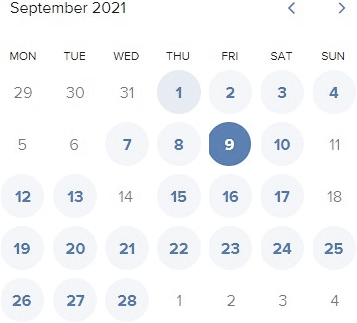 September 2021 < >
MON TUE WED THU FRI SAT SUN
29 30 31 1 2 3 4
5 6 7 8 9 10 11
12 13 14 15 16 17 18
19 20 21 22 23 24 25
26 27 28 1 2 3 4